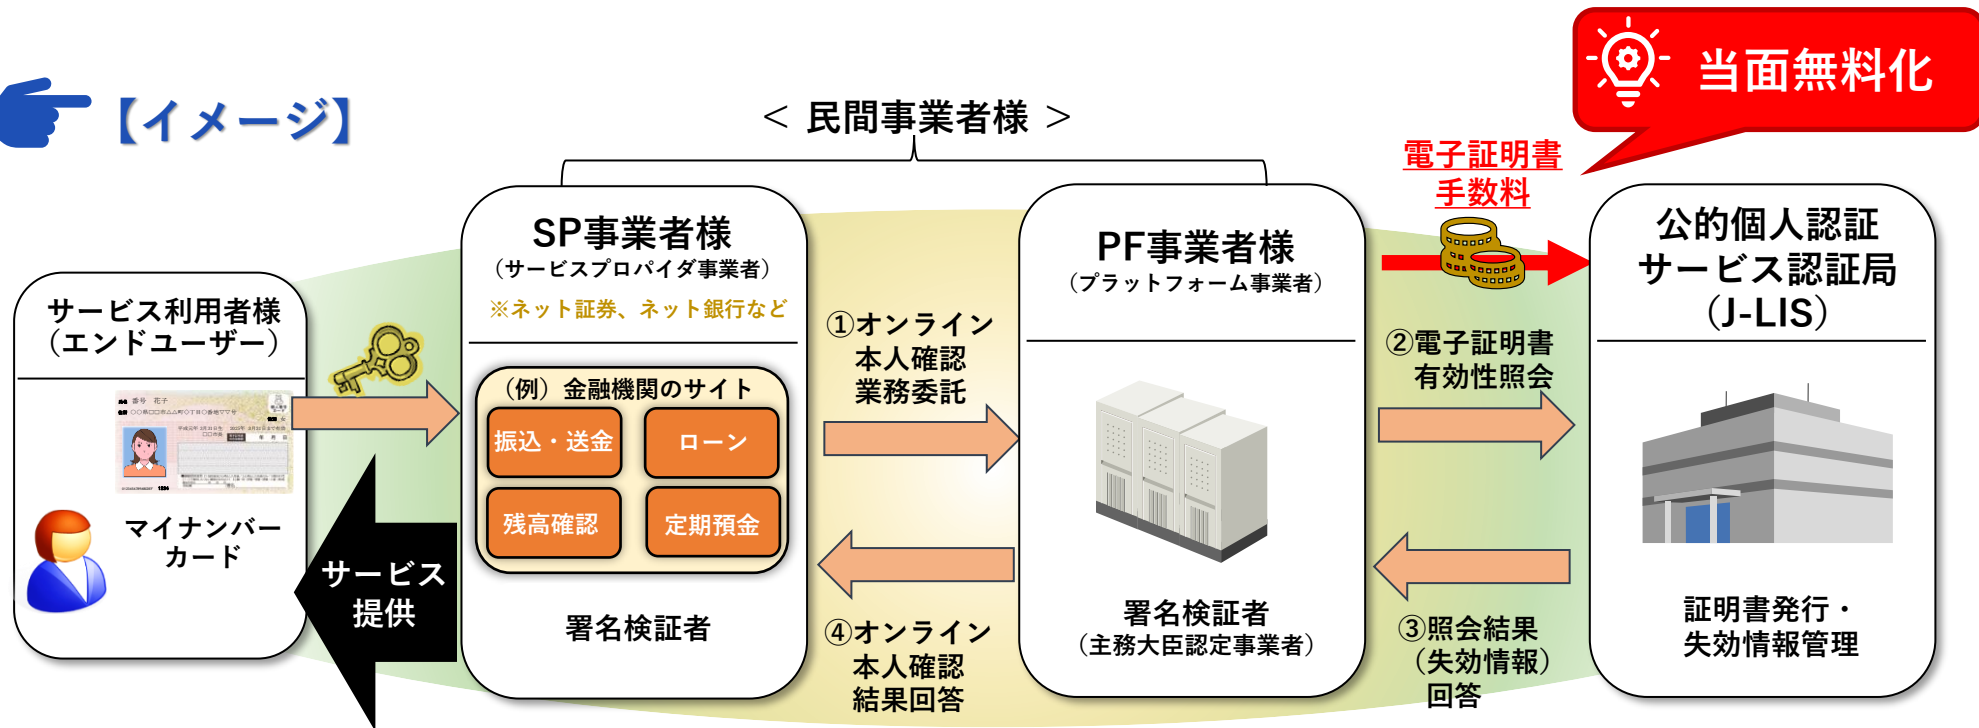 【イメージ】
＜ 民間事業者様 ＞
当面無料化
電子証明書
手数料
サービス利用者様
（エンドユーザー）
番号 花子
マイナンバー
カード
サービス
提供
SP事業者様
（サービスプロバイダ事業者）
※ネット証券、ネット銀行など
（例）金融機関のサイト
振込・送金
ローン
残高確認
定期預金
署名検証者
①オンライン
本人確認
業務委託
④オンライン
本人確認
結果回答
PF事業者様
（プラットフォーム事業者）
署名検証者
（主務大臣認定事業者）
②電子証明書
有効性照会
③照会結果
（失効情報）
回答
公的個人認証
サービス認証局
（J-LIS）
証明書発行・
失効情報管理